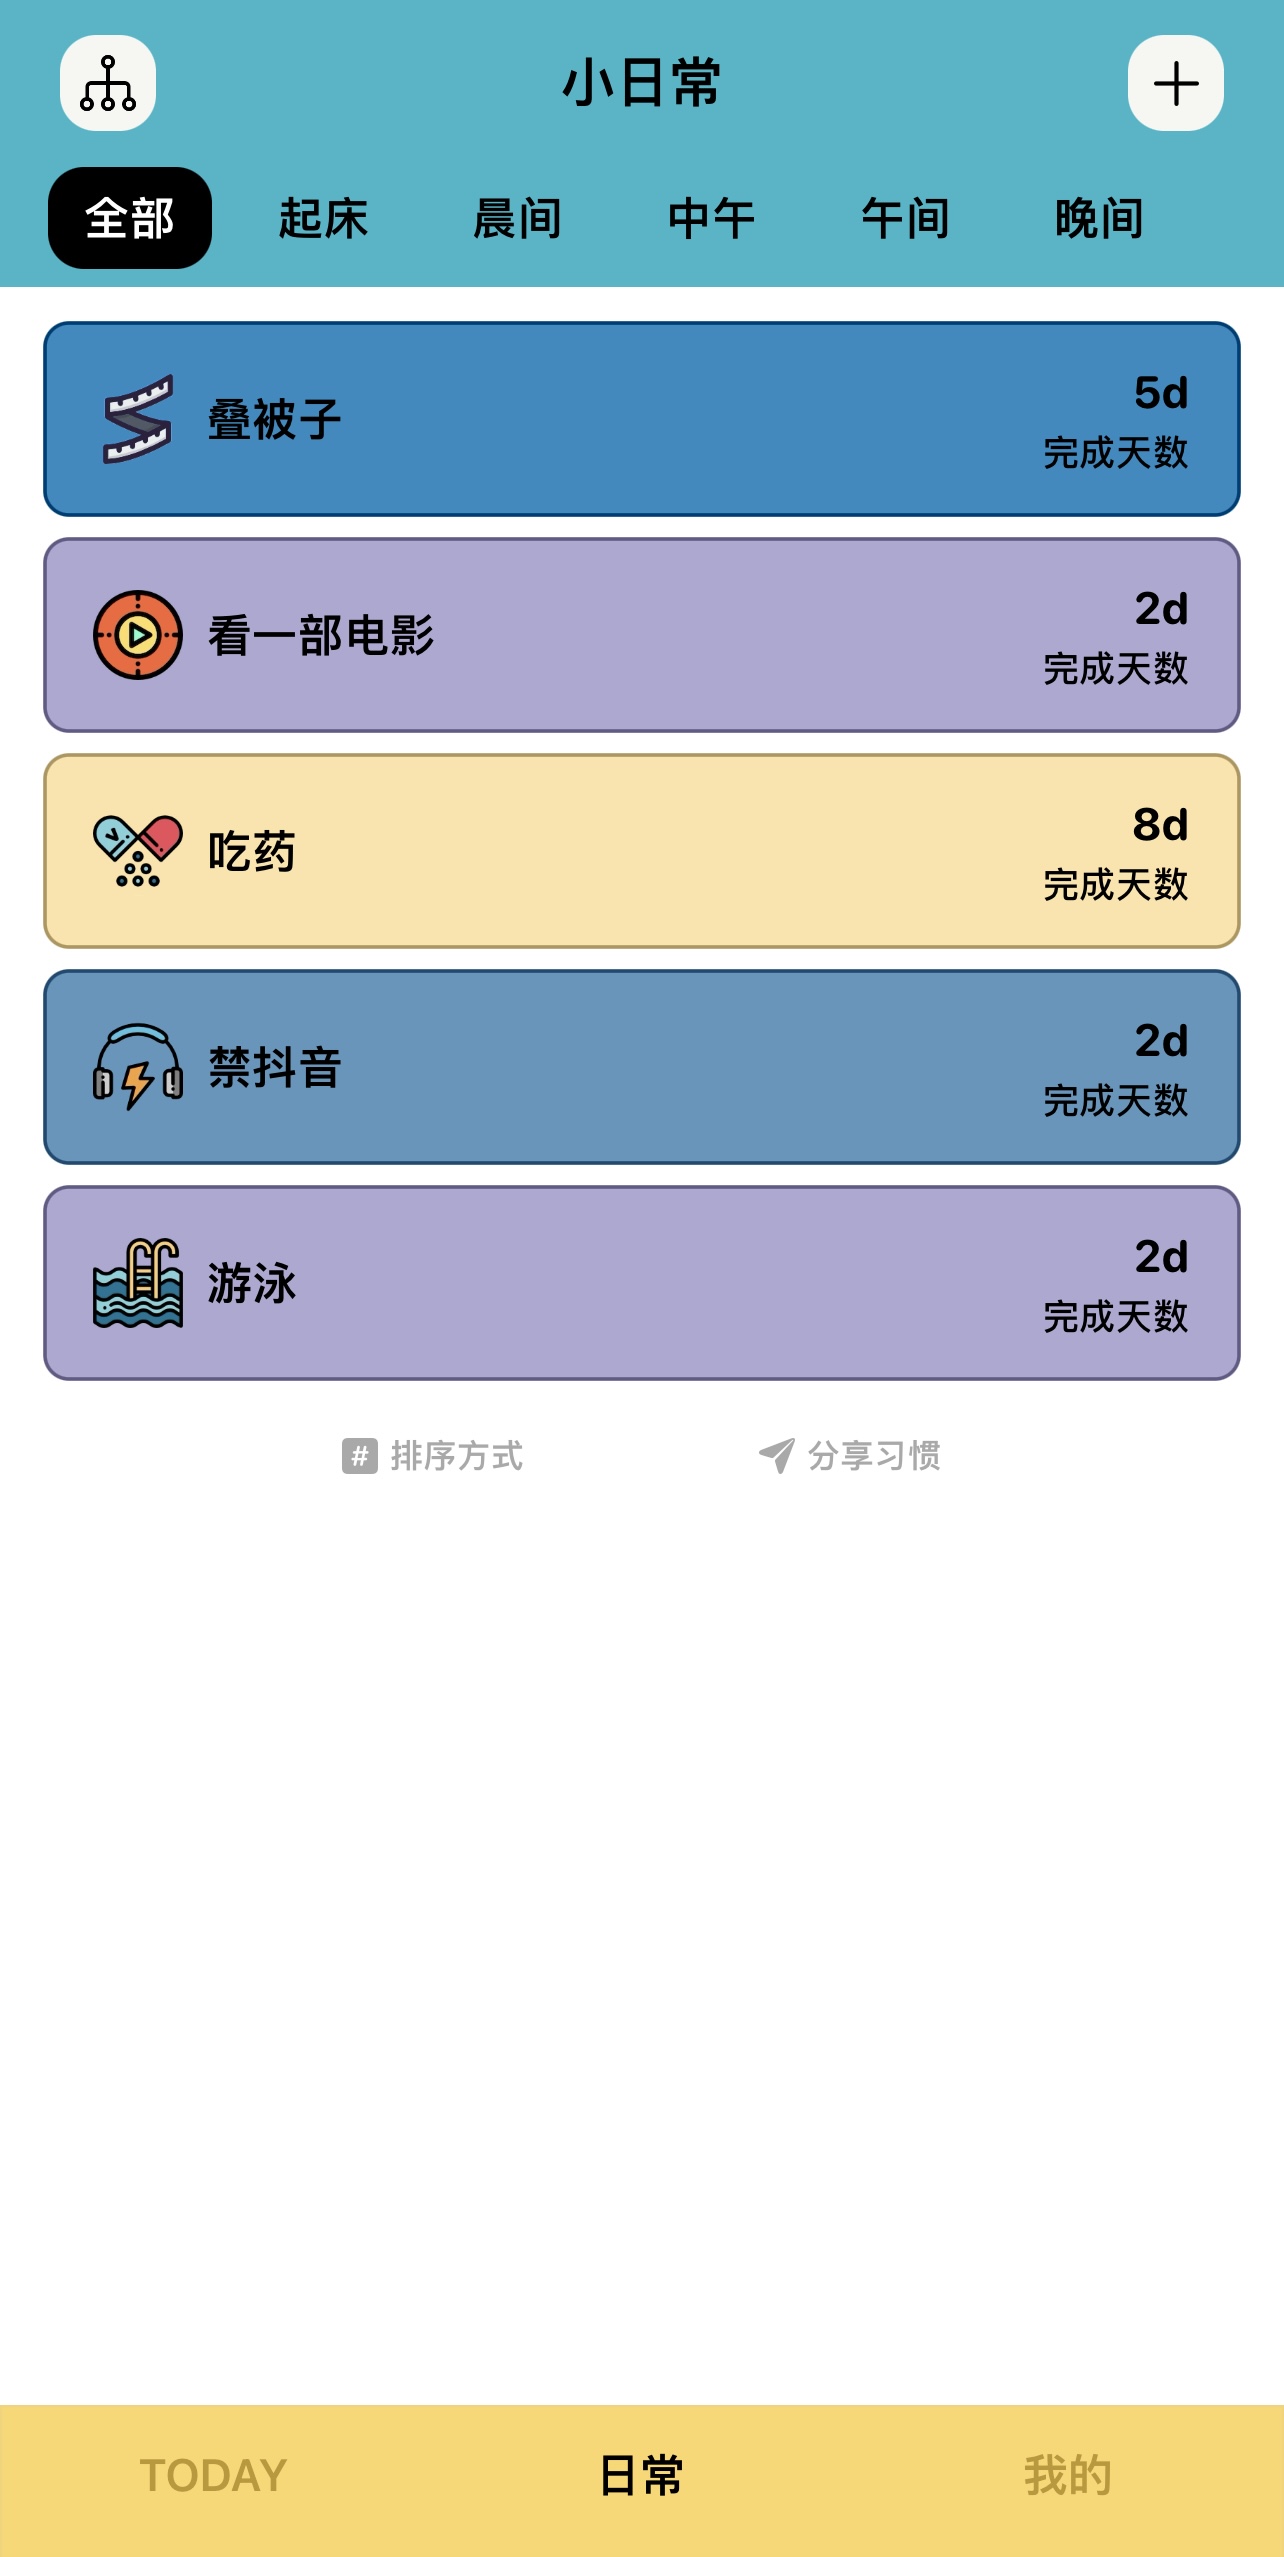 小日常
全部 起床 晨间 中午 午间 晚间
叠被子
5d
完成天数
看一部电影
2d
完成天数
吃药
8d
完成天数
禁抖音
2d
完成天数
游泳
2d
完成天数
# 排序方式 分享习惯
TODAY 日常 我的